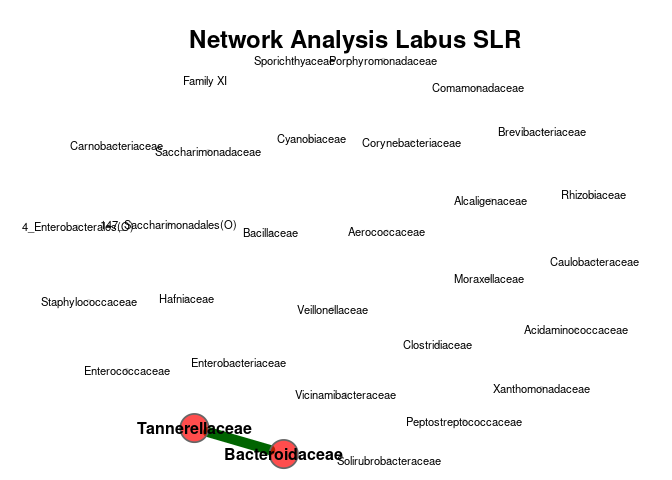 Network Analysis Labus SLR
Sporichthyaceae
Porphyromonadaceae
Family XI
Comamonadaceae
Brevibacteriaceae
Cyanobiaceae
Corynebacteriaceae
Carnobacteriaceae
Saccharimonadaceae
Rhizobiaceae
Alcaligenaceae
4_Enterobacterales(O)
147_Saccharimonadales(O)
Bacillaceae
Aerococcaceae
Caulobacteraceae
Moraxellaceae
Staphylococcaceae
Hafniaceae
Veillonellaceae
Acidaminococcaceae
Clostridiaceae
Enterobacteriaceae
Enterococcaceae
Xanthomonadaceae
Vicinamibacteraceae
Peptostreptococcaceae
Tannerellaceae
Bacteroidaceae
Solirubrobacteraceae